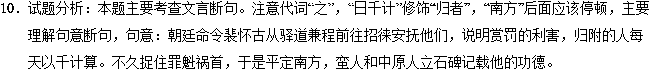 10. 试题分析：本题主要考查文言断句。注意代词“之”，“日千计”修饰“归者”，“南方”后面应该停顿，主要
理解句意断句，句意：朝廷命令裴怀古从驿道兼程前往招徕安抚他们，说明赏罚的利害，归附的人每
天以千计算。不久捉住罪魁祸首，于是平定南方，蛮人和中原人立石碑记载他的功德。